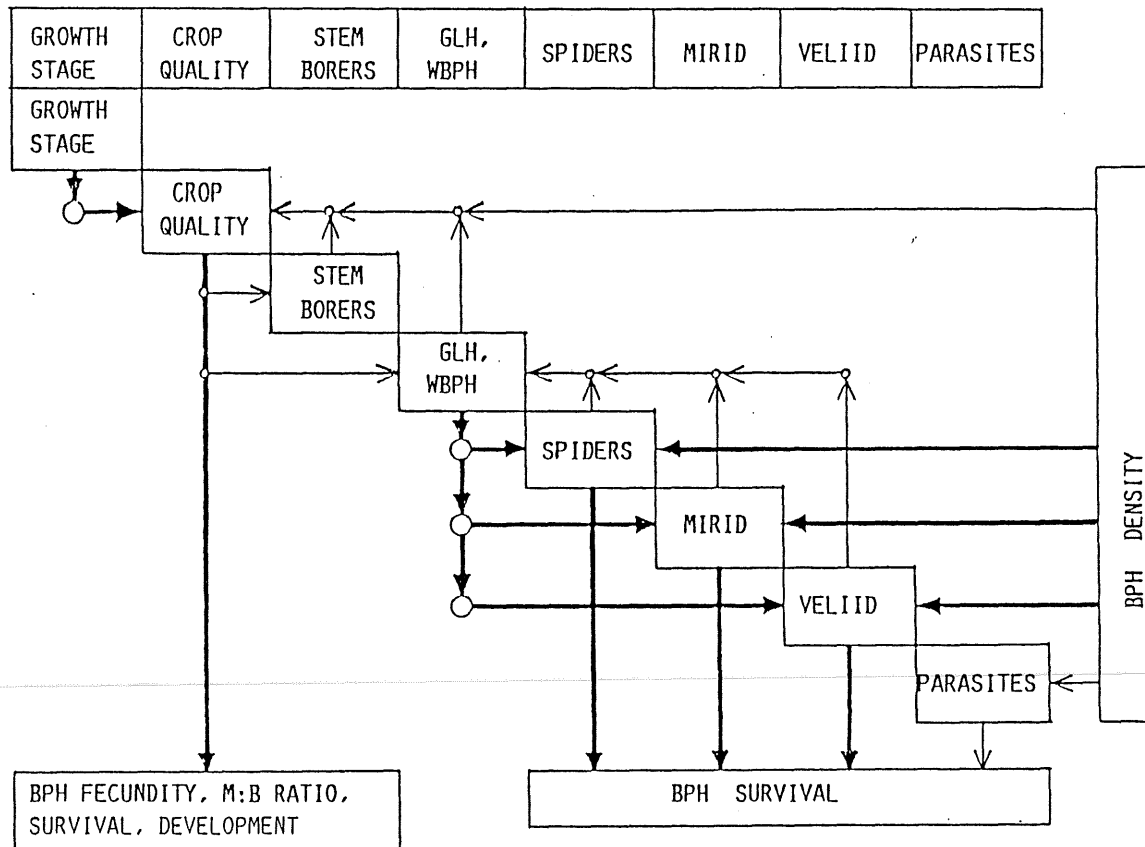 GROWTH STAGE
CROP QUALITY
STEM BORERS
GLH, WBPH
SPIDERS
MIRID
VELIID
PARASITES
GROWTH
STAGE
CROP
QUALITY
STEM
BORERS
GLH,
WBPH
SPIDERS
MIRID
VELIID
PARASITES
BPH DENSITY
BPH FECUNDITY, M:B RATIO,
SURVIVAL, DEVELOPMENT
BPH SURVIVAL